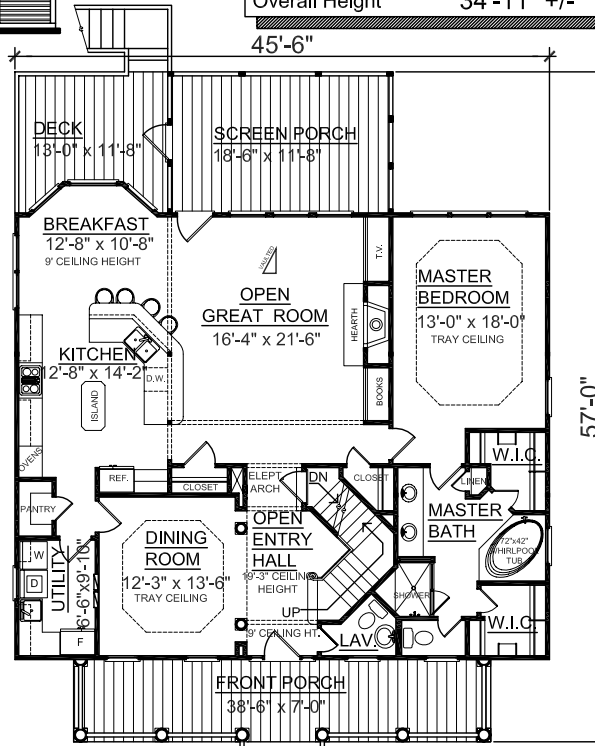 Overall Height 34'-11" +/-
45'-6"
DECK
13'-0" x 11'-8"
SCREEN PORCH
18'-6" x 11'-8"
BREAKFAST
12'-8" x 10'-8"
9' CEILING HEIGHT
VAULTED
T.V.
OPEN
GREAT ROOM
16'-4" x 21'-6"
HEARTH
MASTER
BEDROOM
13'-0" x 18'-0"
TRAY CEILING
KITCHEN
12'-8" x 14'-2"
D.W.
ISLAND
BOOKS
57'-0"
OVENS
REF.
CLOSET
ELEPT
ARCH
DN
CLOSET
LINEN
W.I.C.
PANTRY
DINING
ROOM
12'-3" x 13'-6"
TRAY CEILING
OPEN
ENTRY
HALL
19'-3" CEILING
HEIGHT
MASTER
BATH
72"x42"
WHIRLPOOL
TUB
W
D
UTILITY
6'-6"x9'-10"
F
UP
9' CEILING HT.
LAV.
SHOWER
W.I.C.
FRONT PORCH
38'-6" x 7'-0"